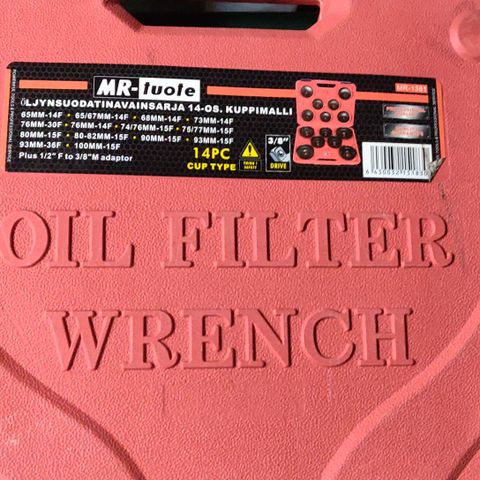 MR-tuote
MR-1381
ÖLJYNSUODATINAVAINSARJA 14-OS. KUPPIMALLI
65MM-14F • 65/67MM-14F • 68MM-14F • 73MM-14F
76MM-30F • 76MM-14F • 74/76MM-15F • 75/77MM-15F
80MM-15F • 80-82MM-15F • 90MM-15F • 93MM-15F
93MM-36F • 100MM-15F
Plus 1/2" F to 3/8"M adaptor
14PC
CUP TYPE
3/8"
DRIVE
OIL FILTER
WRENCH